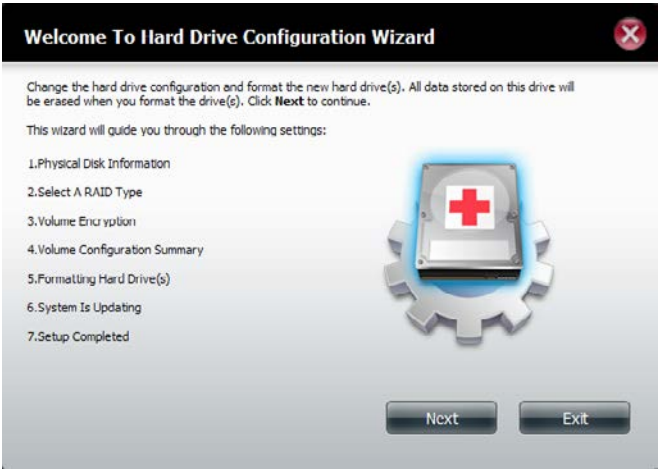 Welcome To Hard Drive Configuration Wizard
Change the hard drive configuration and format the new hard drive(s). All data stored on this drive will
be erased when you format the drive(s). Click Next to continue.
This wizard will guide you through the following settings:
1.Physical Disk Information
2.Select A RAID Type
3.Volume Encryption
4.Volume Configuration Summary
5.Formatting Hard Drive(s)
6.System Is Updating
7.Setup Completed
Next Exit